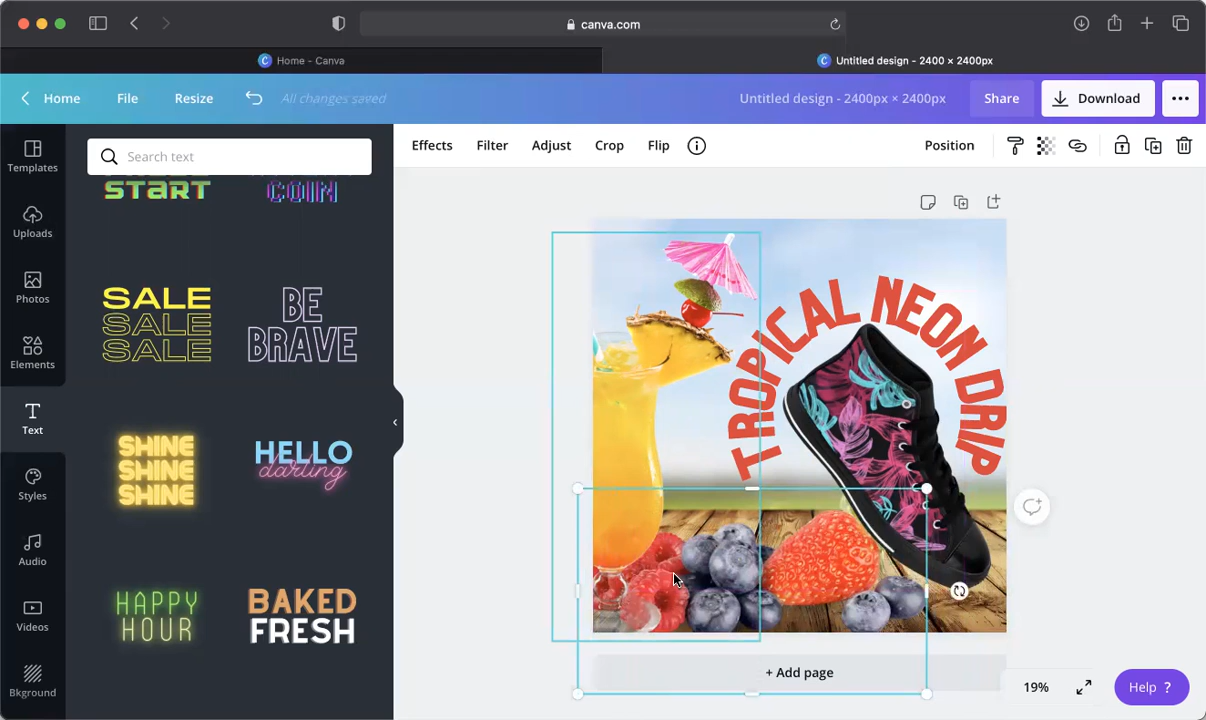 canva.com
Home - Canva
Untitled design - 2400 × 2400px
Home
File
Resize
All changes saved
Untitled design - 2400px × 2400px
Share
Download
Templates
Uploads
Photos
Elements
Text
Styles
Audio
Videos
Bkground
Search text
START
COIN
SALE
SALE
SALE
BE
BRAVE
SHINE
SHINE
SHINE
HELLO
darling
HAPPY
HOUR
BAKED
FRESH
Effects
Filter
Adjust
Crop
Flip
Position
TROPICAL NEON DRIP
+ Add page
19%
Help ?